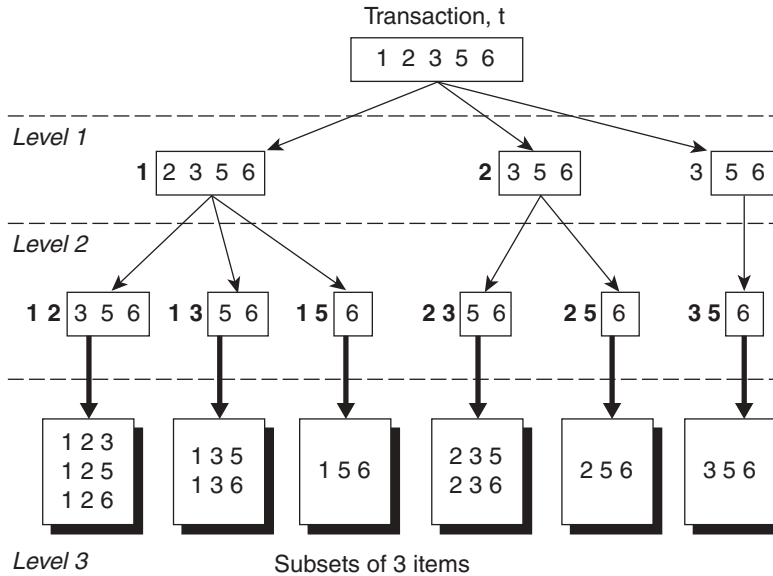 Transaction, t
1 2 3 5 6
Level 1
1 2 3 5 6
2 3 5 6
3 5 6
Level 2
1 2 3 5 6
1 3 5 6
1 5 6
2 3 5 6
2 5 6
3 5 6
1 2 3
1 2 5
1 2 6
1 3 5
1 3 6
1 5 6
2 3 5
2 3 6
2 5 6
3 5 6
Level 3
Subsets of 3 items